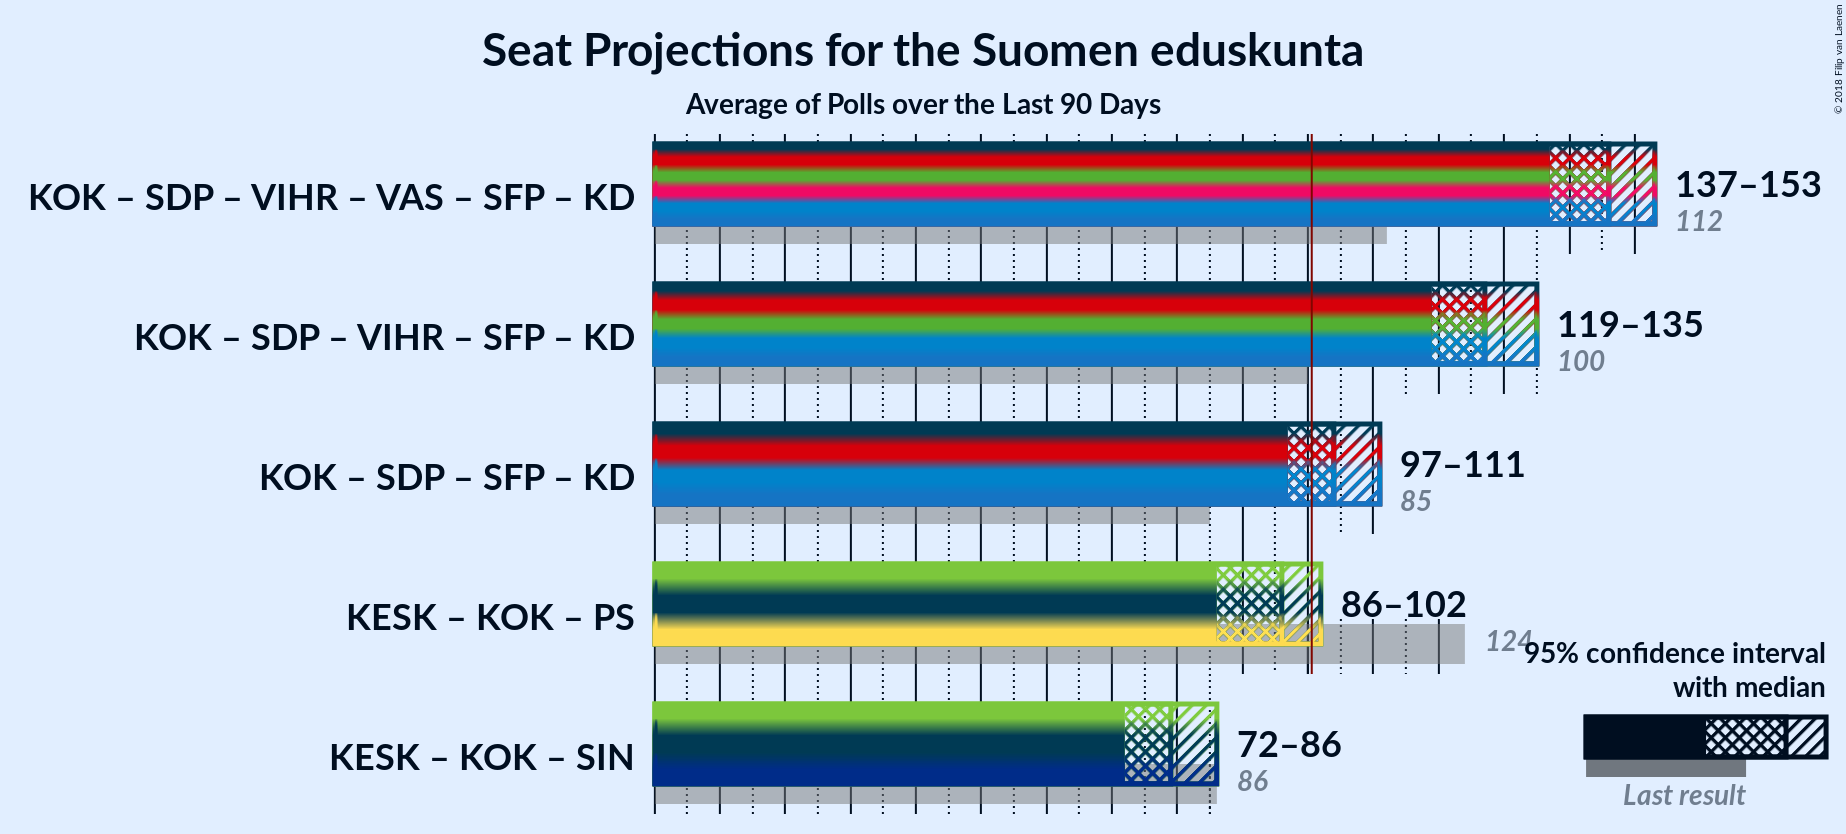 Seat Projections for the Suomen eduskunta
Average of Polls over the Last 90 Days
© 2018 Filip van Laenen
KOK – SDP – VIHR – VAS – SFP – KD
137–153
112
KOK – SDP – VIHR – SFP – KD
119–135
100
KOK – SDP – SFP – KD
97–111
85
KESK – KOK – PS
86–102
124
KESK – KOK – SIN
72–86
86
95% confidence interval
with median
Last result